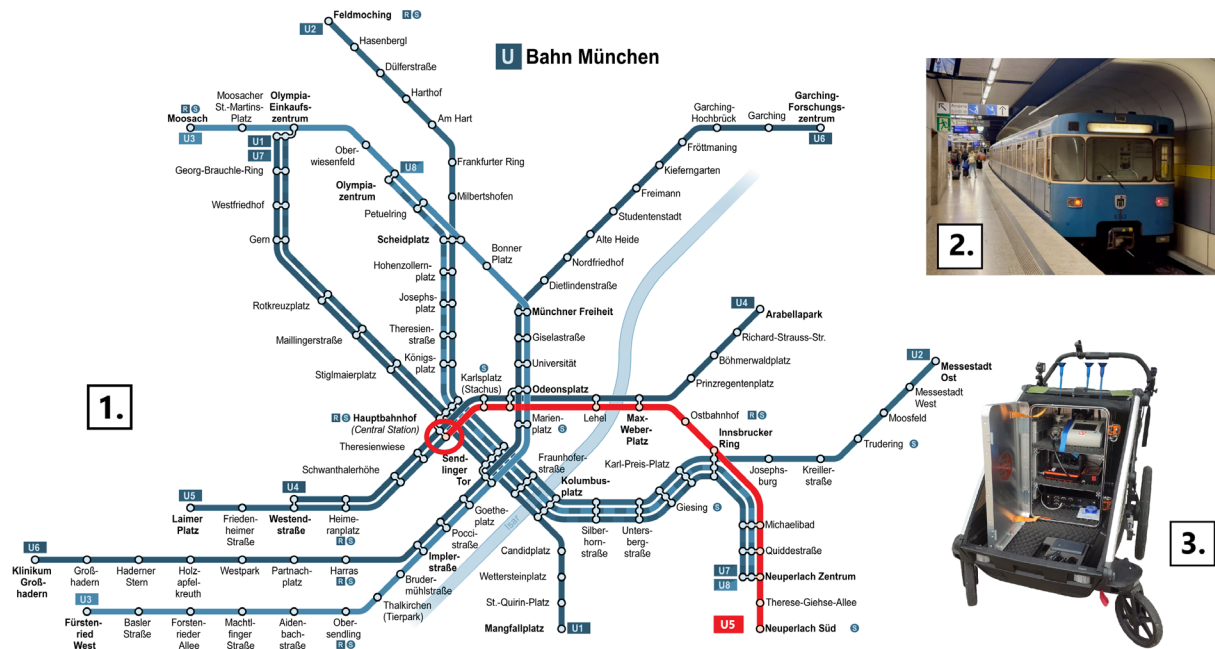 U Bahn München
Feldmoching R S
U2
Hasenbergl
Dülferstraße
Harthof
Am Hart
Frankfurter Ring
Milbertshofen
R S
Moosach
U3
Moosacher
St.-Martins-
Platz
Olympia-
Einkaufs-
zentrum
U1
U7
Georg-Brauchle-Ring
Westfriedhof
Gern
Rotkreuzplatz
Maillingerstraße
Stiglmaierplatz
Ober-
wiesenfeld
U8
Olympia-
zentrum
Petuelring
Scheidplatz
Bonner
Platz
Hohenzollern-
platz
Josephs-
platz
Theresien-
straße
Königs-
platz
Garching-
Hochbrück
Garching
Garching-
Forschungs-
zentrum
U6
Fröttmaning
Kieferngarten
Freimann
Studentenstadt
Alte Heide
Nordfriedhof
Dietlindenstraße
Münchner Freiheit
Giselastraße
Universität
Odeonsplatz
U4
Arabellapark
Richard-Strauss-Str.
Böhmerwaldplatz
Prinzregentenplatz
S
Karlsplatz
(Stachus)
R S Hauptbahnhof
(Central Station)
Theresienwiese
Schwanthalerhöhe
Marien-
platz S
Lehel
Max-
Weber-
Platz
Ostbahnhof R S
Innsbrucker
Ring
U2
Messestadt
Ost
Messestadt
West
Moosfeld
Trudering S
Kreiller-
straße
Josephs-
burg
Karl-Preis-Platz
Giesing S
Unters-
bergstraße
Silber-
hornstraße
Kolumbus-
platz
Fraunhofer-
straße
Send-
linger
Tor
Goethe-
platz
Isar
Pocci-
straße
Implerstraße
Bruder-
mühlstraße
Thalkirchen
(Tierpark)
U5
Laimer
Platz
Frieden-
heimer
Straße
U4
Westend-
straße
Heime-
ranplatz
R S
U6
Klinikum
Groß-
hadern
Groß-
hadern
Haderner
Stern
Holz-
apfel-
kreuth
Westpark
Partnach-
platz
Harras
R S
U3
Fürsten-
ried
West
Basler
Straße
Forsten-
rieder
Allee
Machtl-
finger
Straße
Aiden-
bach-
straße
Ober-
sendling
R S
Candidplatz
Wettersteinplatz
St.-Quirin-Platz
Mangfallplatz
U1
Michaelibad
Quiddestraße
U7
U8
Neuperlach Zentrum
Therese-Giehse-Allee
U5
Neuperlach Süd S
1.
2.
3.